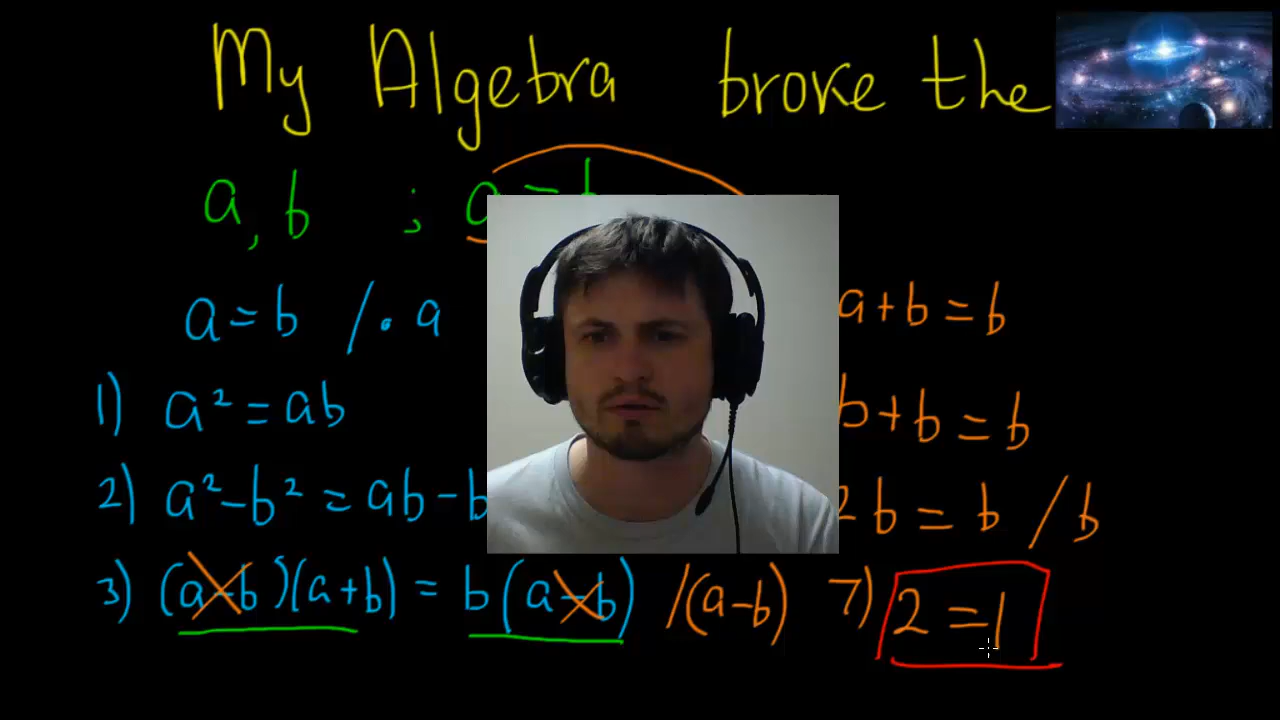 My Algebra broke the
a, b ; a = b
a = b / · a
1) a² = ab
2) a² - b² = ab - b
3) (a-b)(a+b) = b(a-b) /(a-b)
a + b = b
b + b = b
2b = b / b
7) 2 = 1